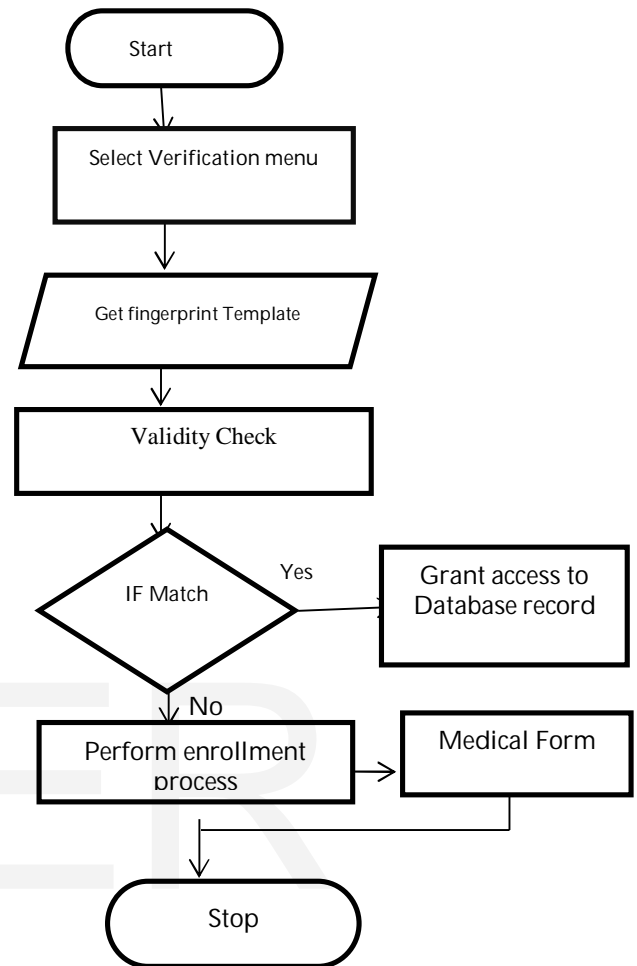 Start
Select Verification menu
Get fingerprint Template
Validity Check
IF Match
Yes
Grant access to
Database record
No
Perform enrollment
process
Medical Form
Stop
ER